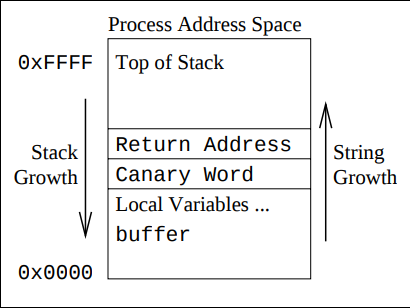 Process Address Space
0xFFFF
Top of Stack
Return Address
Stack
Growth
Canary Word
String
Growth
Local Variables ...
buffer
0x0000